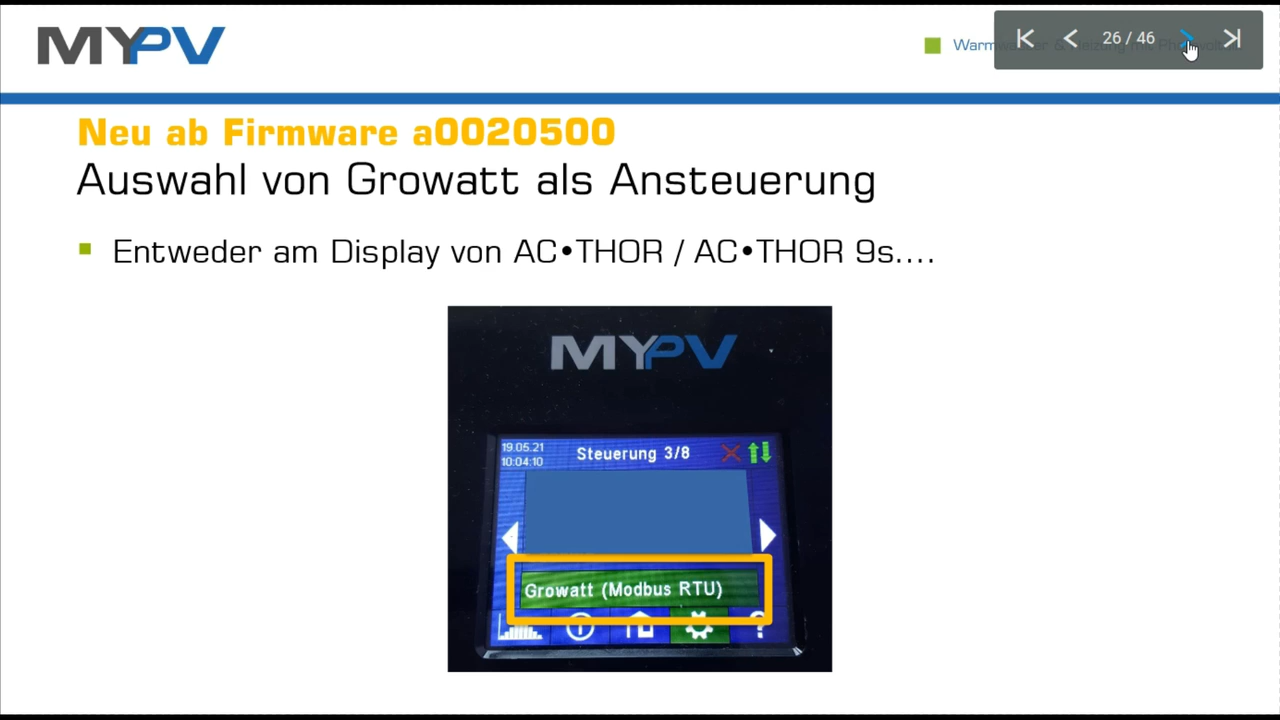 MYPV
26 / 46
Neu ab Firmware a0020500
Auswahl von Growatt als Ansteuerung
Entweder am Display von AC•THOR / AC•THOR 9s....
MYPV
19.05.21
10:04:10
Steuerung 3/8
Growatt (Modbus RTU)
?